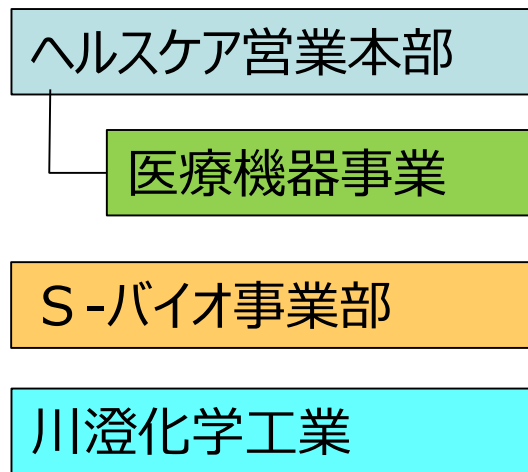 ヘルスケア営業本部
医療機器事業
Ｓ-バイオ事業部
川澄化学工業